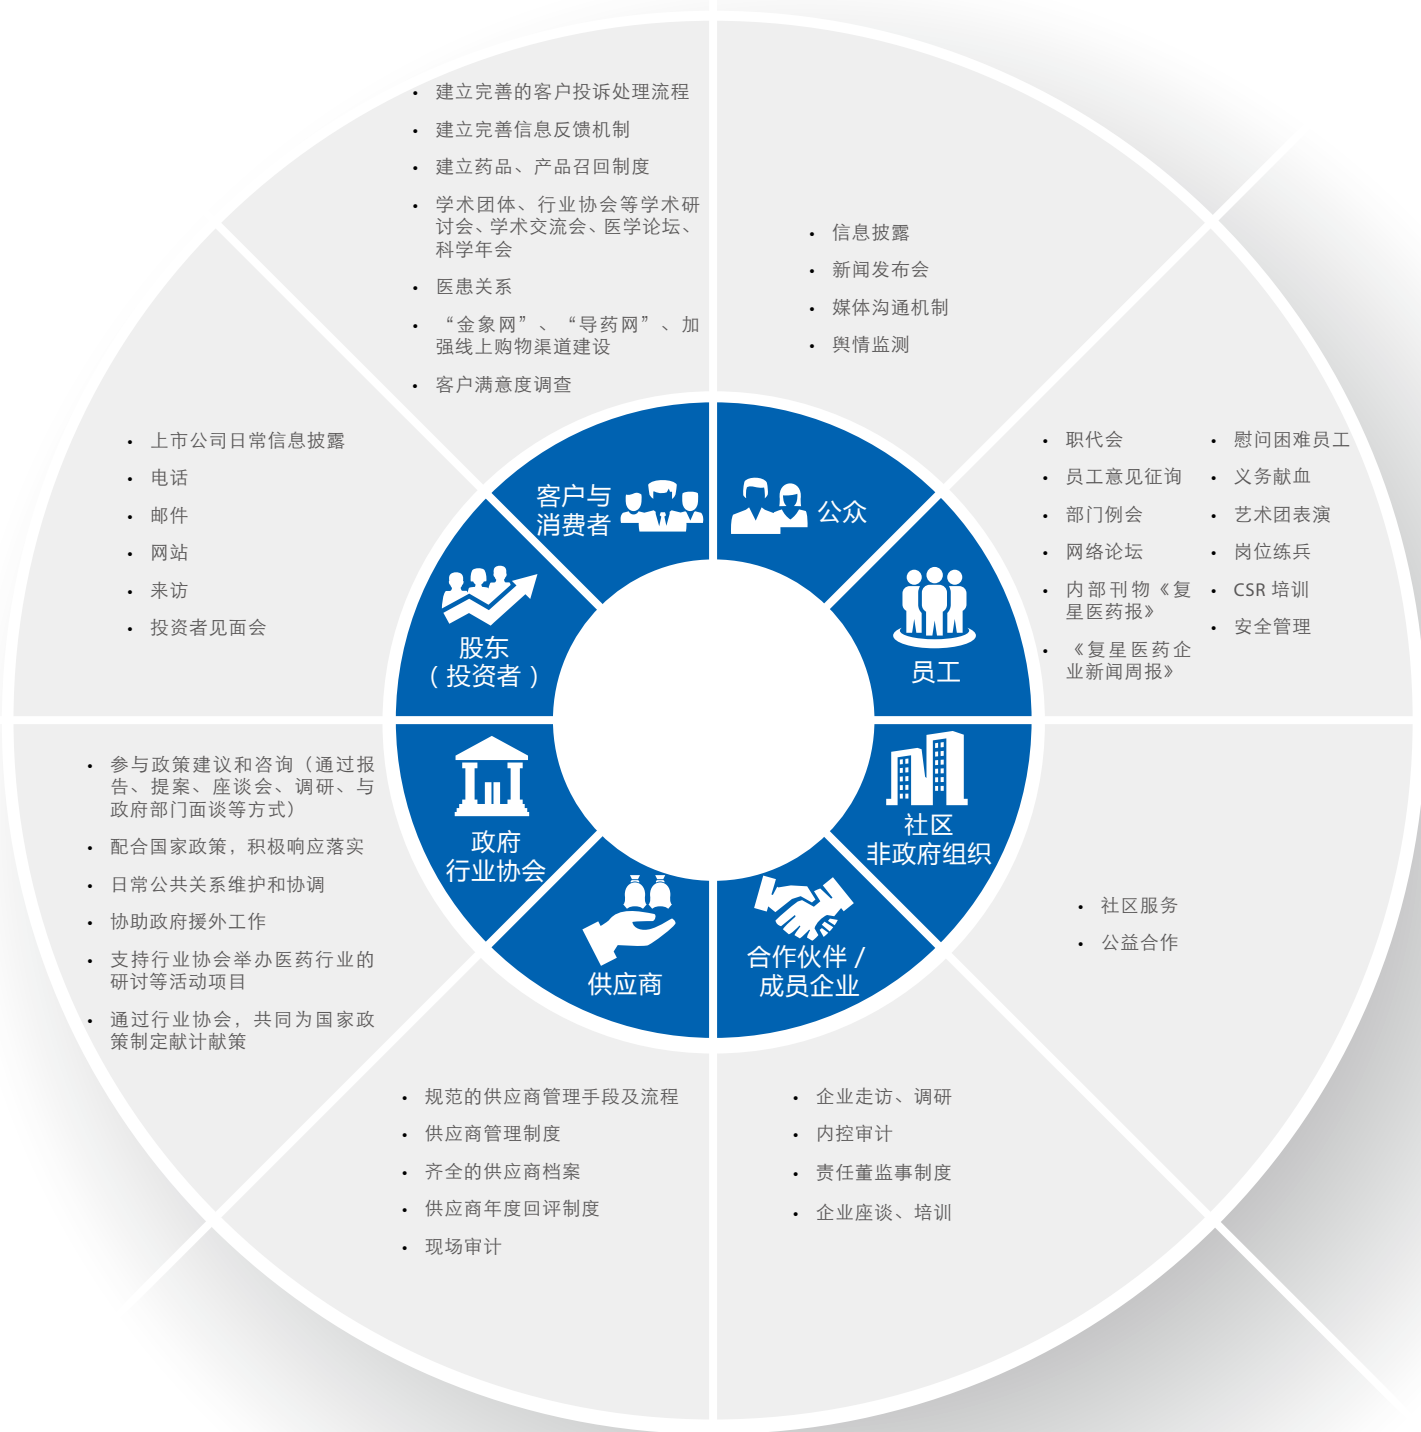 建立完善的客户投诉处理流程
建立完善信息反馈机制
建立药品、产品召回制度
学术团体、行业协会等学术研
讨会、学术交流会、医学论坛、
科学年会
医患关系
“金象网”、“导药网”、加
强线上购物渠道建设
客户满意度调查
信息披露
新闻发布会
媒体沟通机制
舆情监测
上市公司日常信息披露
电话
邮件
网站
来访
投资者见面会
职代会
员工意见征询
部门例会
网络论坛
内部刊物《复
星医药报》
《复星医药企
业新闻周报》
慰问困难员工
义务献血
艺术团表演
岗位练兵
CSR 培训
安全管理
客户与
消费者
公众
股东
（投资者）
员工
政府
行业协会
社区
非政府组织
供应商
合作伙伴 /
成员企业
参与政策建议和咨询（通过报
告、提案、座谈会、调研、与
政府部门面谈等方式）
配合国家政策，积极响应落实
日常公共关系维护和协调
协助政府援外工作
支持行业协会举办医药行业的
研讨等活动项目
通过行业协会，共同为国家政
策制定献计献策
社区服务
公益合作
规范的供应商管理手段及流程
供应商管理制度
齐全的供应商档案
供应商年度回评制度
现场审计
企业走访、调研
内控审计
责任董监事制度
企业座谈、培训